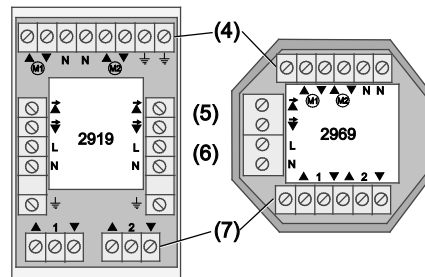 (4)
▲ ▼ N N ▲ ▼
M1 M2
2919
L L
N N
▲ 1 ▼ ▲ 2 ▼
(5)
(6)
(7)
▲ ▼ ▲ ▼ N N
M1 M2
2969
L
N
▲ 1 ▼ ▲ 2 ▼